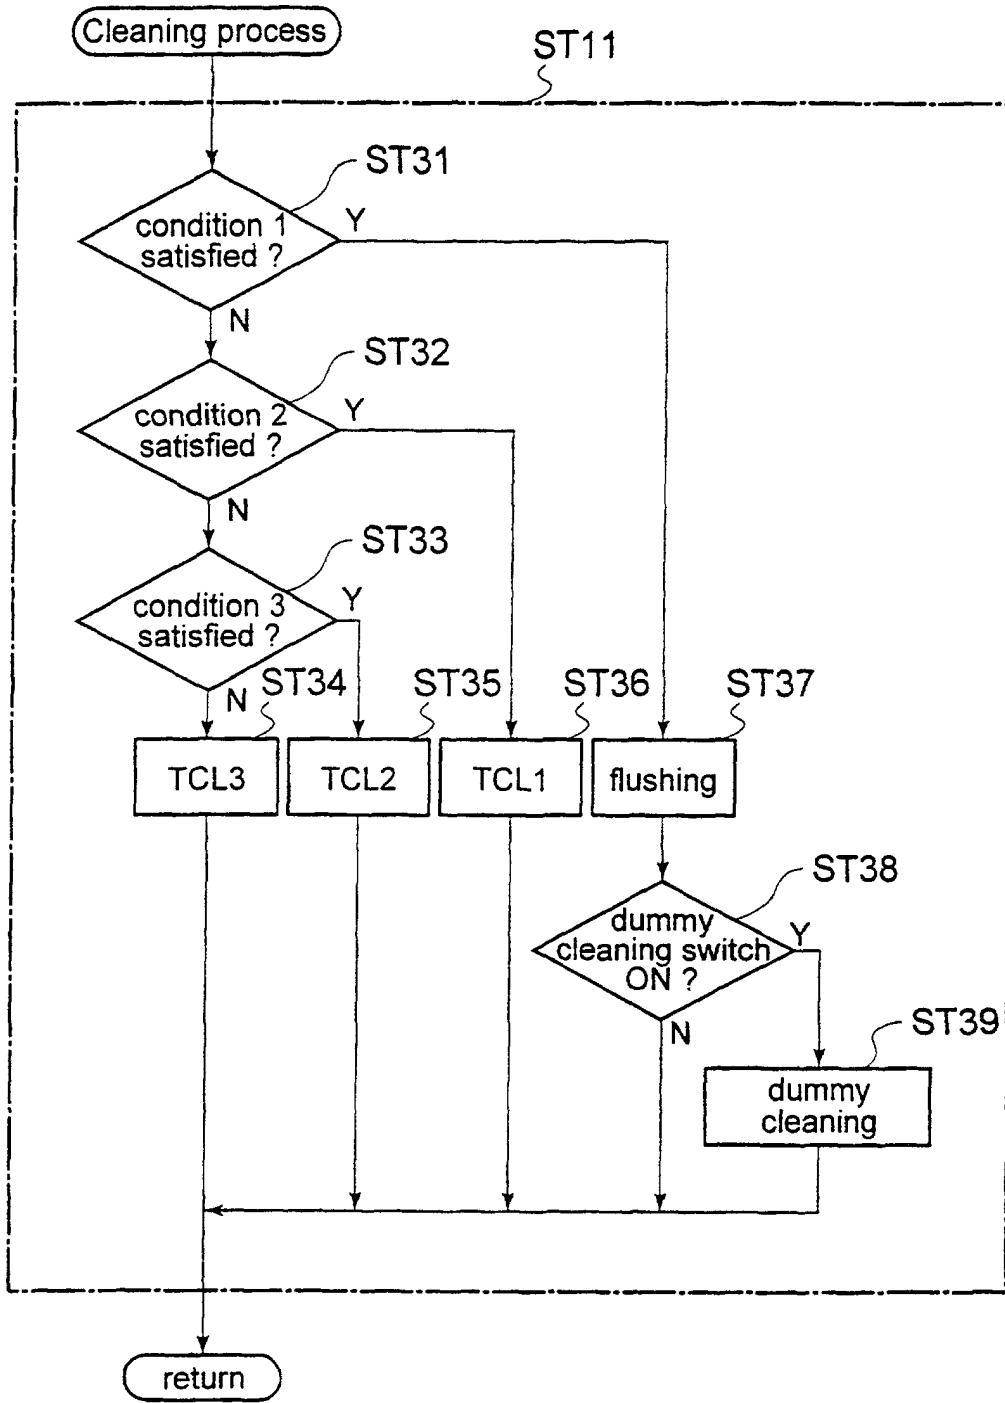 Cleaning process
ST11
ST31
condition 1
satisfied ?
Y
N
ST32
condition 2
satisfied ?
Y
N
ST33
condition 3
satisfied ?
Y
N
ST34
ST35
ST36
ST37
TCL3
TCL2
TCL1
flushing
ST38
dummy
cleaning switch
ON ?
Y
N
ST39
dummy
cleaning
return